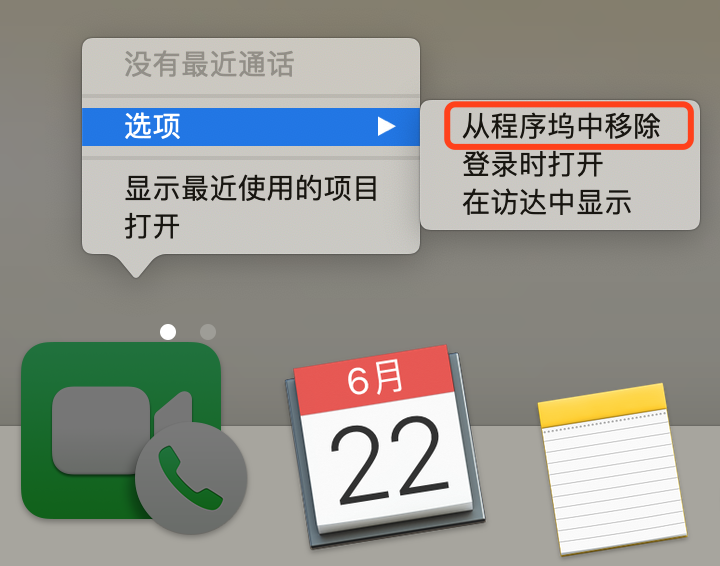 没有最近通话
选项
从程序坞中移除
登录时打开
在访达中显示
显示最近使用的项目
打开
6月
22